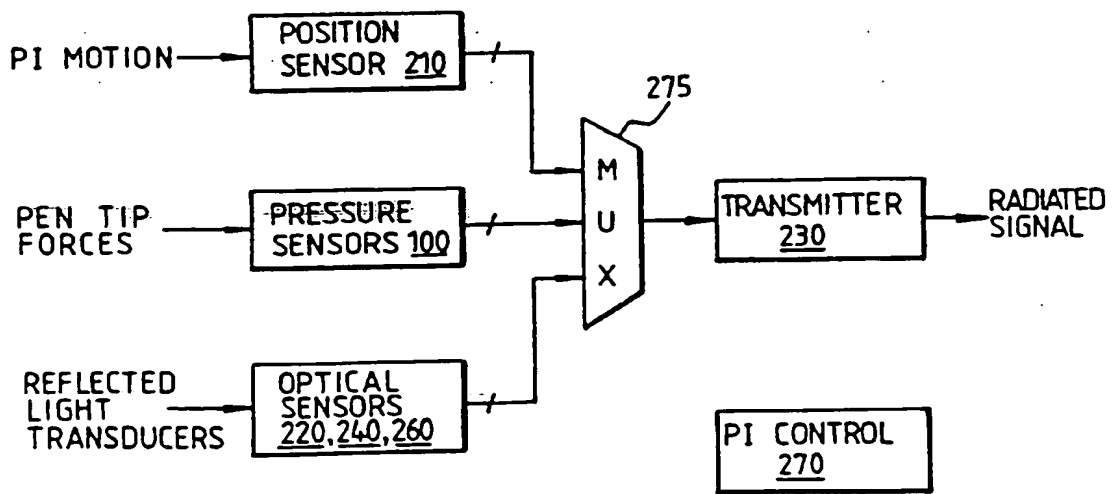 PI MOTION
POSITION
SENSOR 210
275
PEN TIP
FORCES
PRESSURE
SENSORS 100
M
U
X
TRANSMITTER
230
RADIATED
SIGNAL
REFLECTED
LIGHT
TRANSDUCERS
OPTICAL
SENSORS
220, 240, 260
PI CONTROL
270